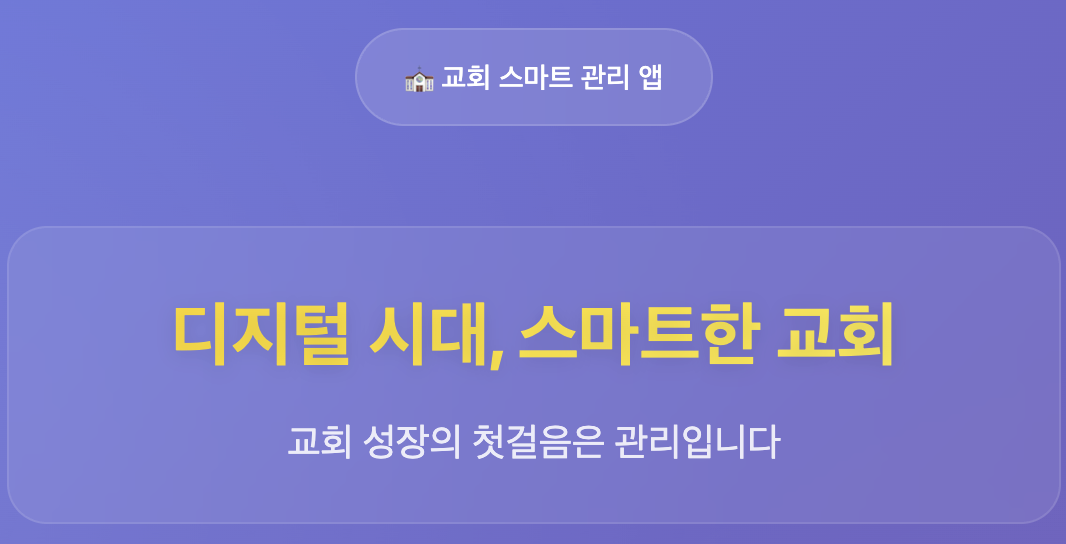 교회 스마트 관리 앱
디지털 시대, 스마트한 교회
교회 성장의 첫걸음은 관리입니다